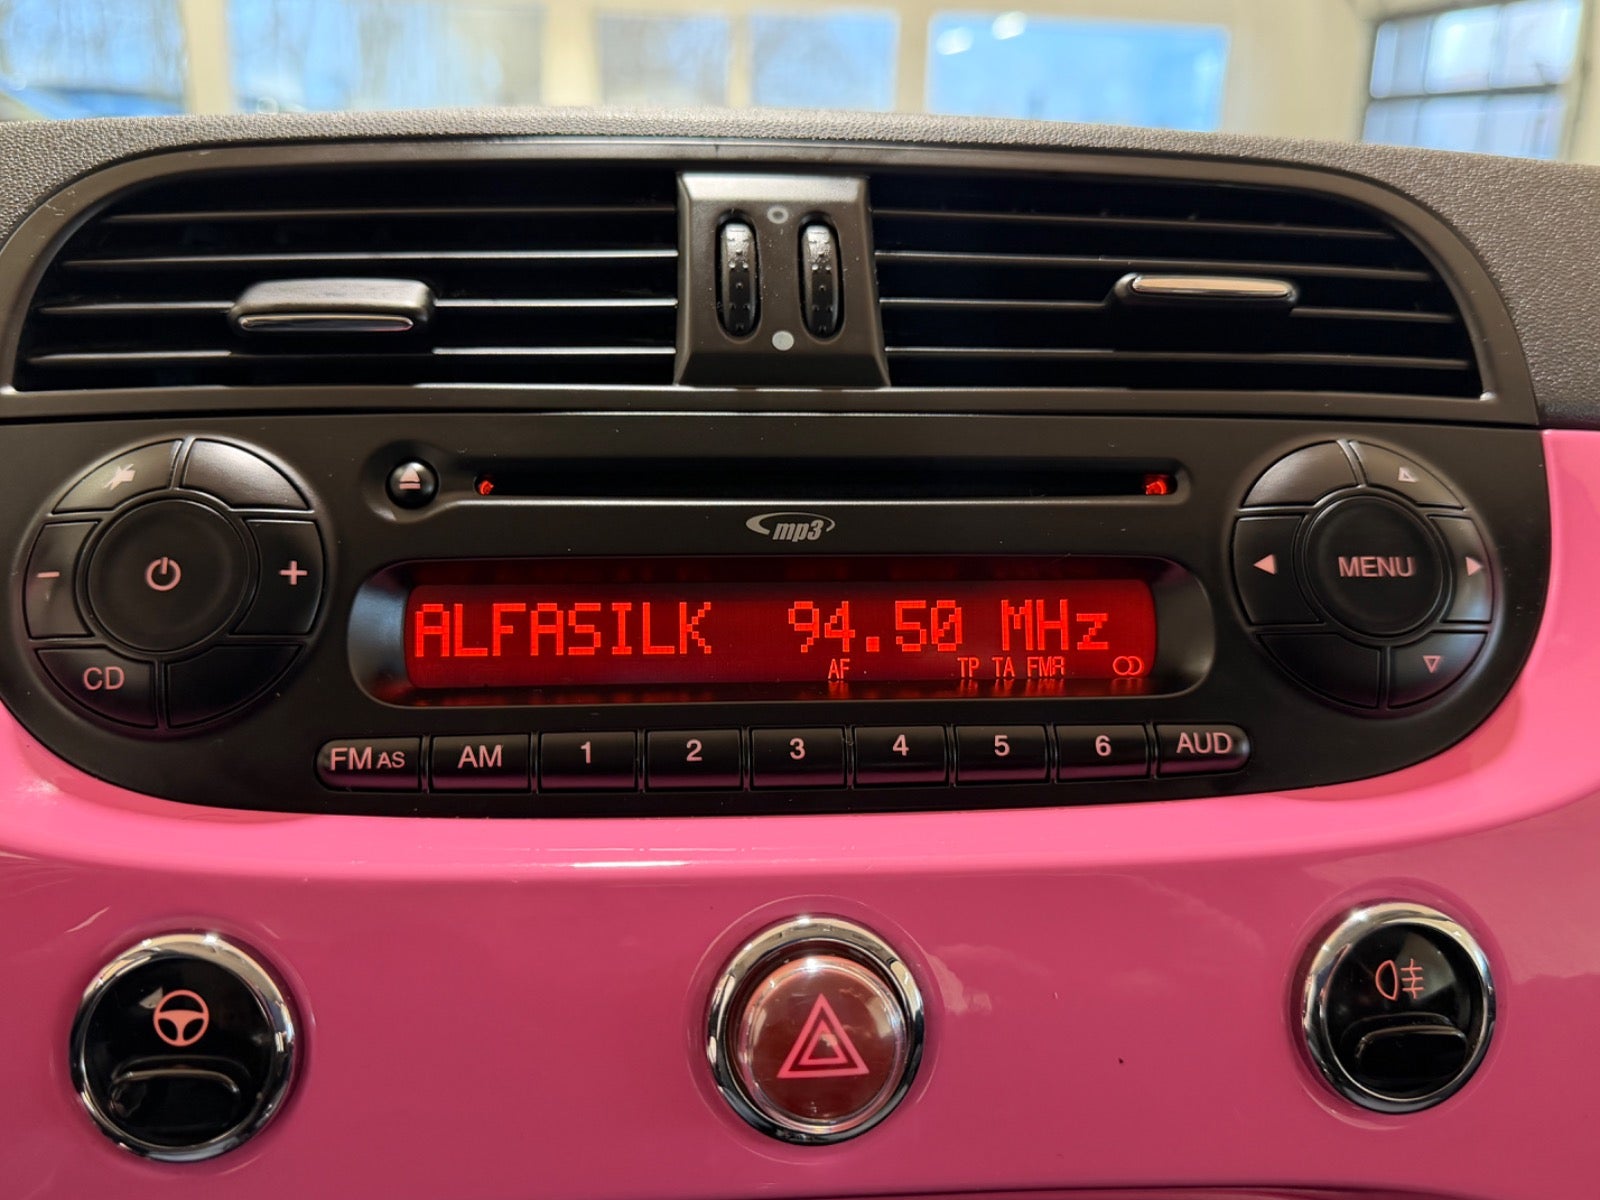 mp3
ALFASILK 94.50 MHz
AF TP TA FMR
MENU
CD
FM AS AM 1 2 3 4 5 6 AUD